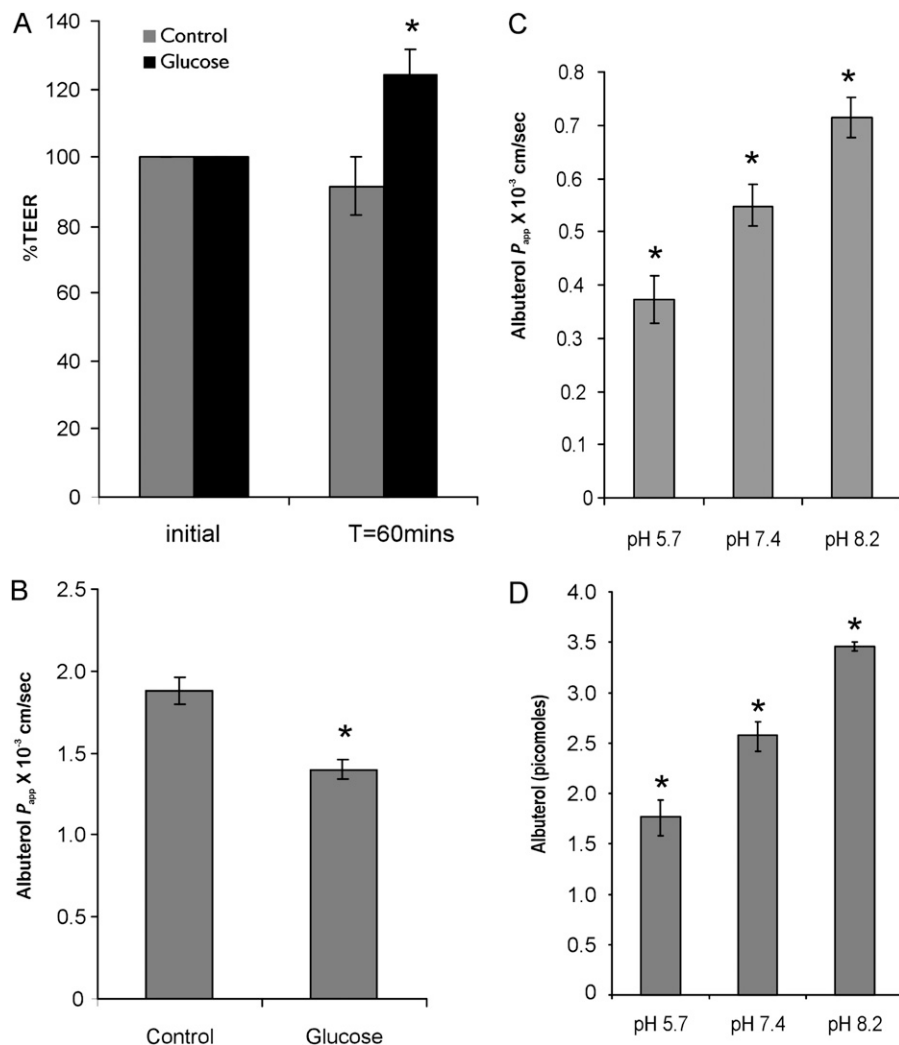 A
140
120
100
80
60
40
20
0
%TEER
Control
Glucose
*
initial
T=60mins
B
2.5
2.0
1.5
1.0
0.5
0
Albuterol Papp X 10-3 cm/sec
*
Control
Glucose
C
0.8
0.7
0.6
0.5
0.4
0.3
0.2
0.1
0
Albuterol Papp X 10-3 cm/sec
*
*
*
pH 5.7
pH 7.4
pH 8.2
D
4.0
3.5
3.0
2.5
2.0
1.5
1.0
0.5
0.0
Albuterol (picomoles)
*
*
*
pH 5.7
pH 7.4
pH 8.2